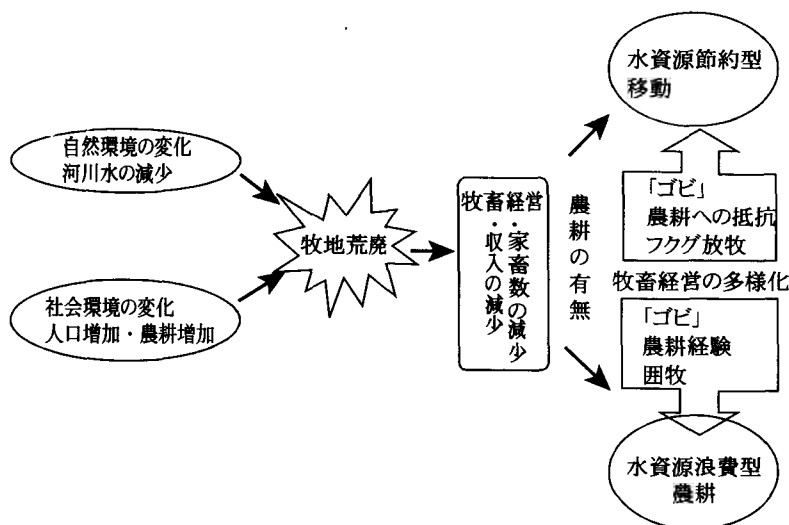 自然環境の変化
河川水の減少
社会環境の変化
人口増加・農耕増加
牧地荒廃
牧畜経営
・家畜数の減少
・収入の減少
農耕の有無
水資源節約型
移動
「ゴビ」
農耕への抵抗
フクグ放牧
牧畜経営の多様化
「ゴビ」
農耕経験
囲牧
水資源浪費型
農耕